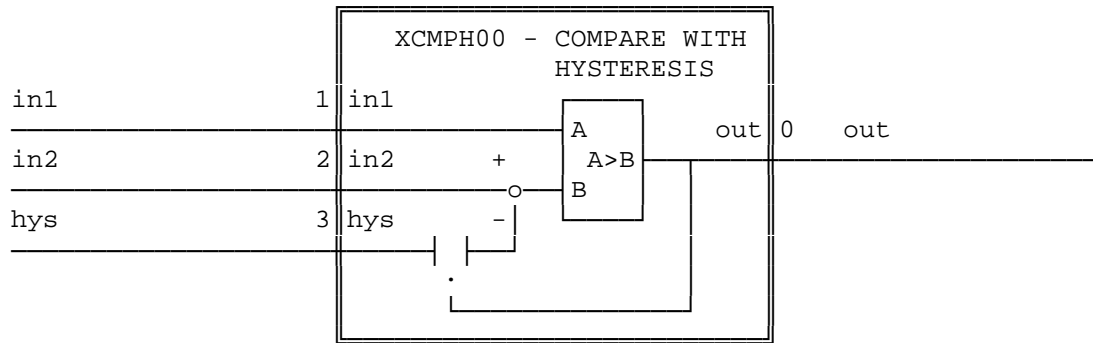 XCMPH00 - COMPARE WITH
HYSTERESIS
in1 1 in1
A out 0 out
in2 2 in2 + A>B
B
hys 3 hys -